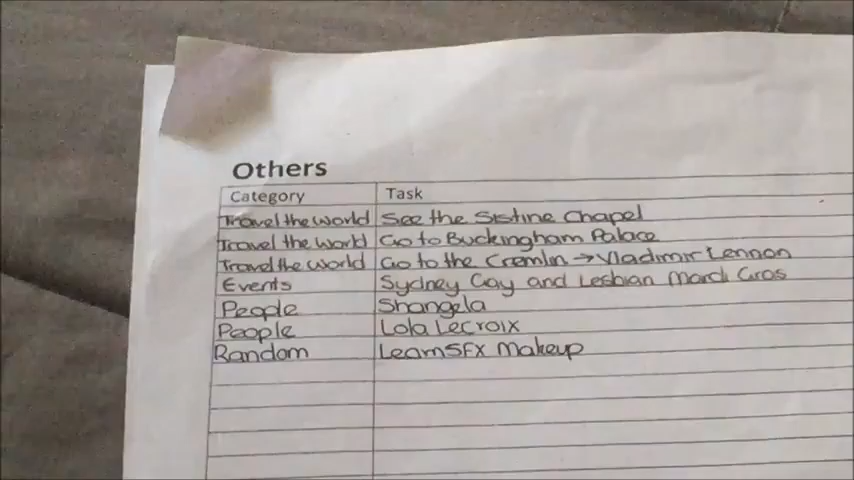 Others
Category Task
Travel the world See the Sistine Chapel
Travel the world Go to Buckingham Palace
Travel the world Go to the Cremlin → Vladimir Lennon
Events Sydney Gay and Lesbian Mardi Gras
People Shangela
People Lola Lecroix
Random Learn SFX Makeup